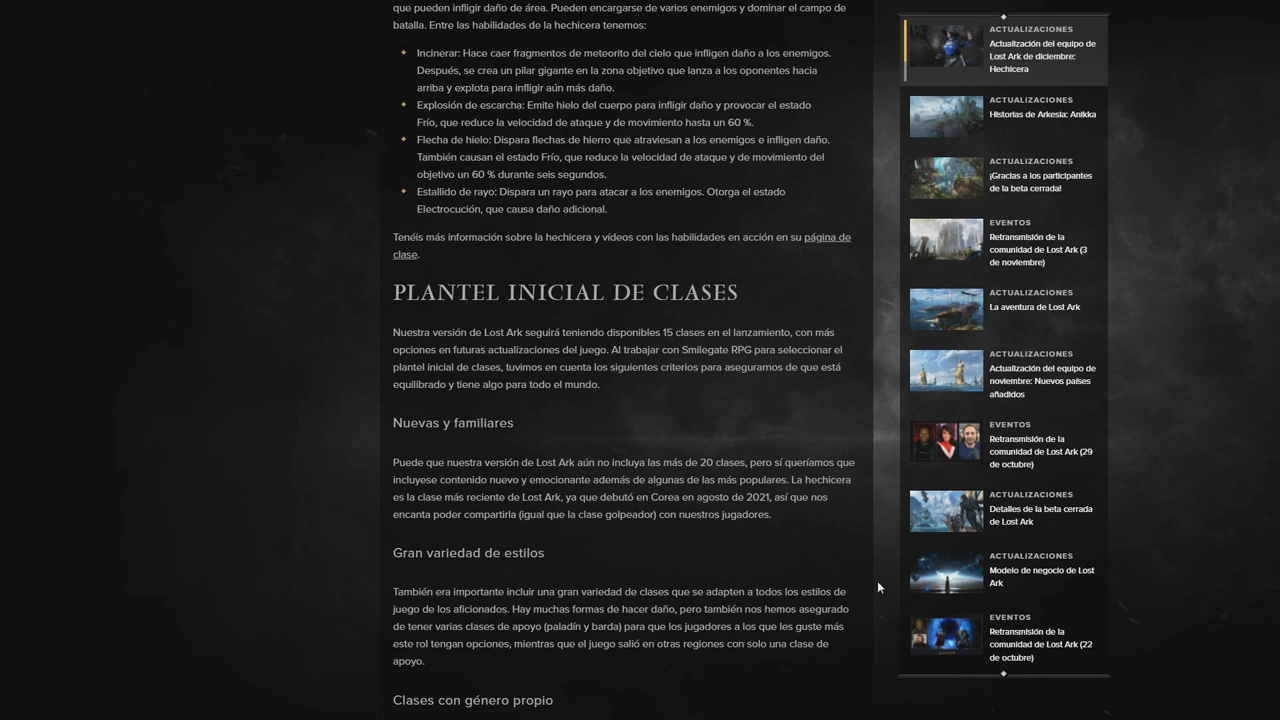 que pueden infligir daño de área. Pueden encargarse de varios enemigos y dominar el campo de
batalla. Entre las habilidades de la hechicera tenemos:
Incinerar: Hace caer fragmentos de meteorito del cielo que infligen daño a los enemigos.
Después, se crea un pilar gigante en la zona objetivo que lanza a los oponentes hacia
arriba y explota para infligir aún más daño.
Explosión de escarcha: Emite hielo del cuerpo para infligir daño y provocar el estado
Frío, que reduce la velocidad de ataque y de movimiento hasta un 60 %.
Flecha de hielo: Dispara flechas de hierro que atraviesan a los enemigos e infligen daño.
También causan el estado Frío, que reduce la velocidad de ataque y de movimiento del
objetivo un 60 % durante seis segundos.
Estallido de rayo: Dispara un rayo para atacar a los enemigos. Otorga el estado
Electrocución, que causa daño adicional.
Tenéis más información sobre la hechicera y vídeos con las habilidades en acción en su página de
clase.
PLANTEL INICIAL DE CLASES
Nuestra versión de Lost Ark seguirá teniendo disponibles 15 clases en el lanzamiento, con más
opciones en futuras actualizaciones del juego. Al trabajar con Smilegate RPG para seleccionar el
plantel inicial de clases, tuvimos en cuenta los siguientes criterios para asegurarnos de que está
equilibrado y tiene algo para todo el mundo.
Nuevas y familiares
Puede que nuestra versión de Lost Ark aún no incluya las más de 20 clases, pero sí queríamos que
incluyese contenido nuevo y emocionante además de algunas de las más populares. La hechicera
es la clase más reciente de Lost Ark, ya que debutó en Corea en agosto de 2021, así que nos
encanta poder compartirla (igual que la clase golpeador) con nuestros jugadores.
Gran variedad de estilos
También era importante incluir una gran variedad de clases que se adapten a todos los estilos de
juego de los aficionados. Hay muchas formas de hacer daño, pero también nos hemos asegurado
de tener varias clases de apoyo (paladín y barda) para que los jugadores a los que les guste más
este rol tengan opciones, mientras que el juego salió en otras regiones con solo una clase de
apoyo.
Clases con género propio
ACTUALIZACIONES
Actualización del equipo de
Lost Ark de diciembre:
Hechicera
ACTUALIZACIONES
Historias de Arkesia: Anikka
ACTUALIZACIONES
¡Gracias a los participantes
de la beta cerrada!
EVENTOS
Retransmisión de la
comunidad de Lost Ark (3
de noviembre)
ACTUALIZACIONES
La aventura de Lost Ark
ACTUALIZACIONES
Actualización del equipo de
noviembre: Nuevos países
añadidos
EVENTOS
Retransmisión de la
comunidad de Lost Ark (29
de octubre)
ACTUALIZACIONES
Detalles de la beta cerrada
de Lost Ark
ACTUALIZACIONES
Modelo de negocio de Lost
Ark
EVENTOS
Retransmisión de la
comunidad de Lost Ark (22
de octubre)